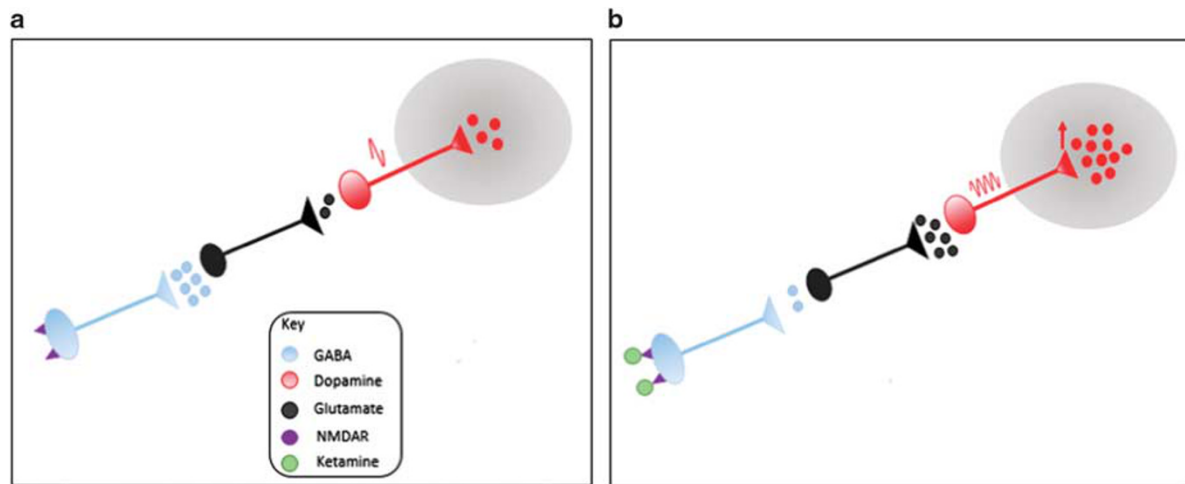 a
b
Key
GABA
Dopamine
Glutamate
NMDAR
Ketamine